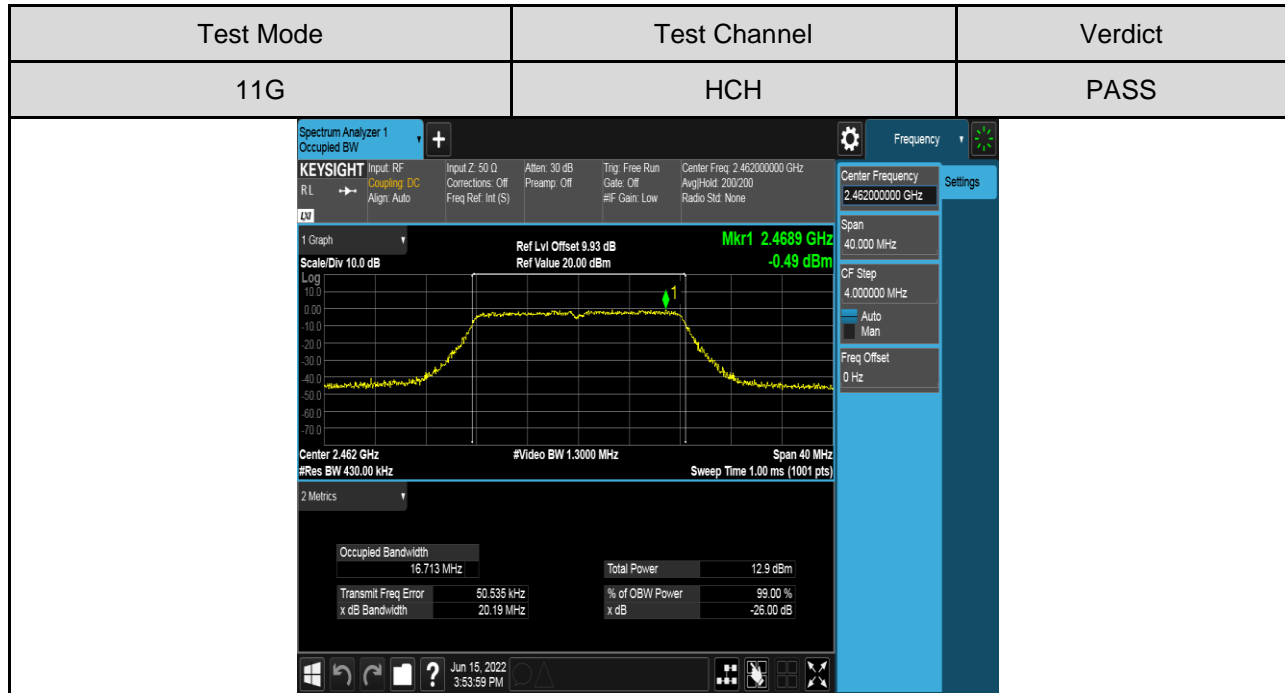 Test Mode Test Channel Verdict
11G HCH PASS
Spectrum Analyzer 1
Occupied BW
+
Frequency
KEYSIGHT Input: RF Input Z: 50 Ω Atten: 30 dB Trig: Free Run Center Freq: 2.462000000 GHz
RL Coupling: DC Corrections: Off Preamp: Off Gate: Off Avg|Hold: 200/200
Align: Auto Freq Ref: Int (S) #IF Gain: Low Radio Std: None
LXI
Center Frequency
2.462000000 GHz
Settings
Span
40.000 MHz
CF Step
4.000000 MHz
Auto
Man
Freq Offset
0 Hz
1 Graph Ref Lvl Offset 9.93 dB Mkr1 2.4689 GHz
Scale/Div 10.0 dB Ref Value 20.00 dBm -0.49 dBm
Log
10.0
0.00
-10.0
-20.0
-30.0
-40.0
-50.0
-60.0
-70.0
1
Center 2.462 GHz #Video BW 1.3000 MHz Span 40 MHz
#Res BW 430.00 kHz Sweep Time 1.00 ms (1001 pts)
2 Metrics
Occupied Bandwidth
16.713 MHz Total Power 12.9 dBm
Transmit Freq Error 50.535 kHz % of OBW Power 99.00 %
x dB Bandwidth 20.19 MHz x dB -26.00 dB
? Jun 15, 2022
3:53:59 PM